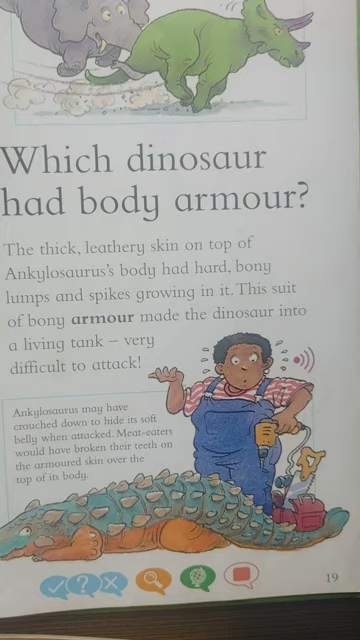 Which dinosaur
had body armour?
The thick, leathery skin on top of
Ankylosaurus's body had hard, bony
lumps and spikes growing in it. This suit
of bony armour made the dinosaur into
a living tank – very
difficult to attack!
Ankylosaurus may have
crouched down to hide its soft
belly when attacked. Meat-eaters
would have broken their teeth on
the armoured skin over the
top of its body.
?
19